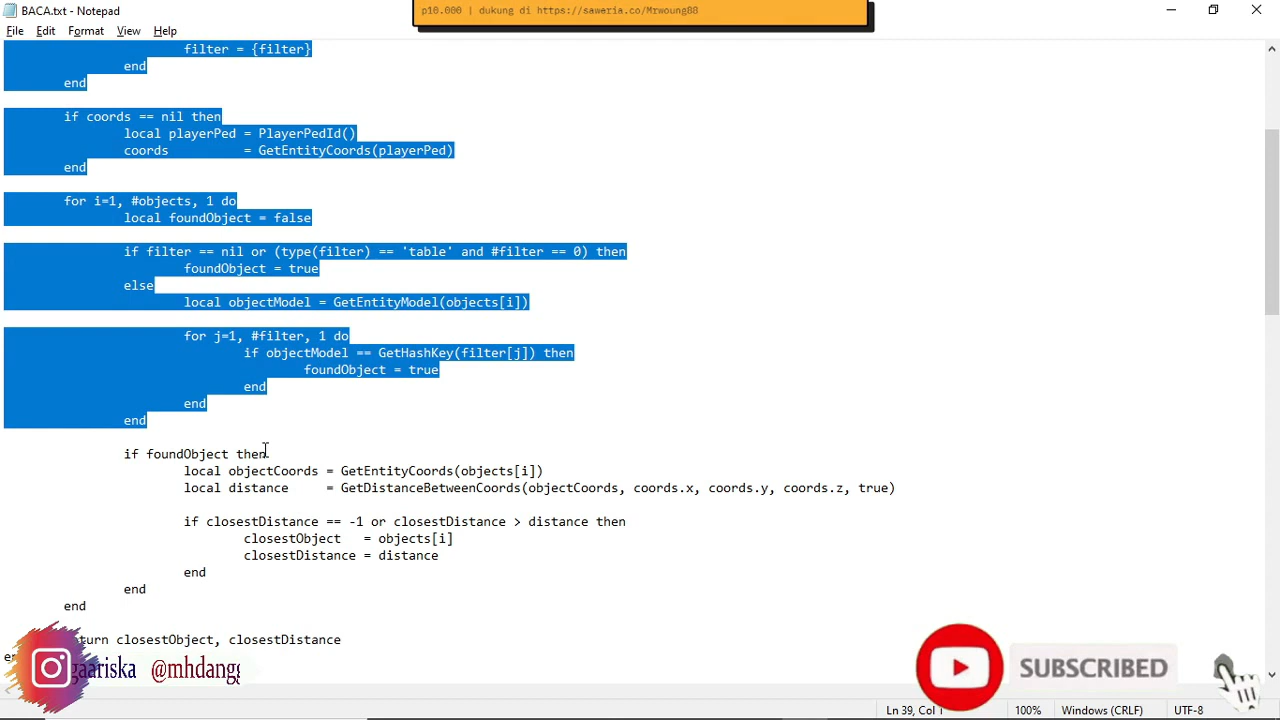 BACA.txt - Notepad
p10.000 | dukung di https://saweria.co/Mrwoung88
File Edit Format View Help
filter = {filter}
end
end
if coords == nil then
local playerPed = PlayerPedId()
coords = GetEntityCoords(playerPed)
end
for i=1, #objects, 1 do
local foundObject = false
if filter == nil or (type(filter) == 'table' and #filter == 0) then
foundObject = true
else
local objectModel = GetEntityModel(objects[i])
for j=1, #filter, 1 do
if objectModel == GetHashKey(filter[j]) then
foundObject = true
end
end
end
if foundObject then
local objectCoords = GetEntityCoords(objects[i])
local distance = GetDistanceBetweenCoords(objectCoords, coords.x, coords.y, coords.z, true)
if closestDistance == -1 or closestDistance > distance then
closestObject = objects[i]
closestDistance = distance
end
end
end
closestObject, closestDistance
gaariska @mhdangg
SUBSCRIBED
Ln 39, Col 1 100% Windows (CRLF) UTF-8